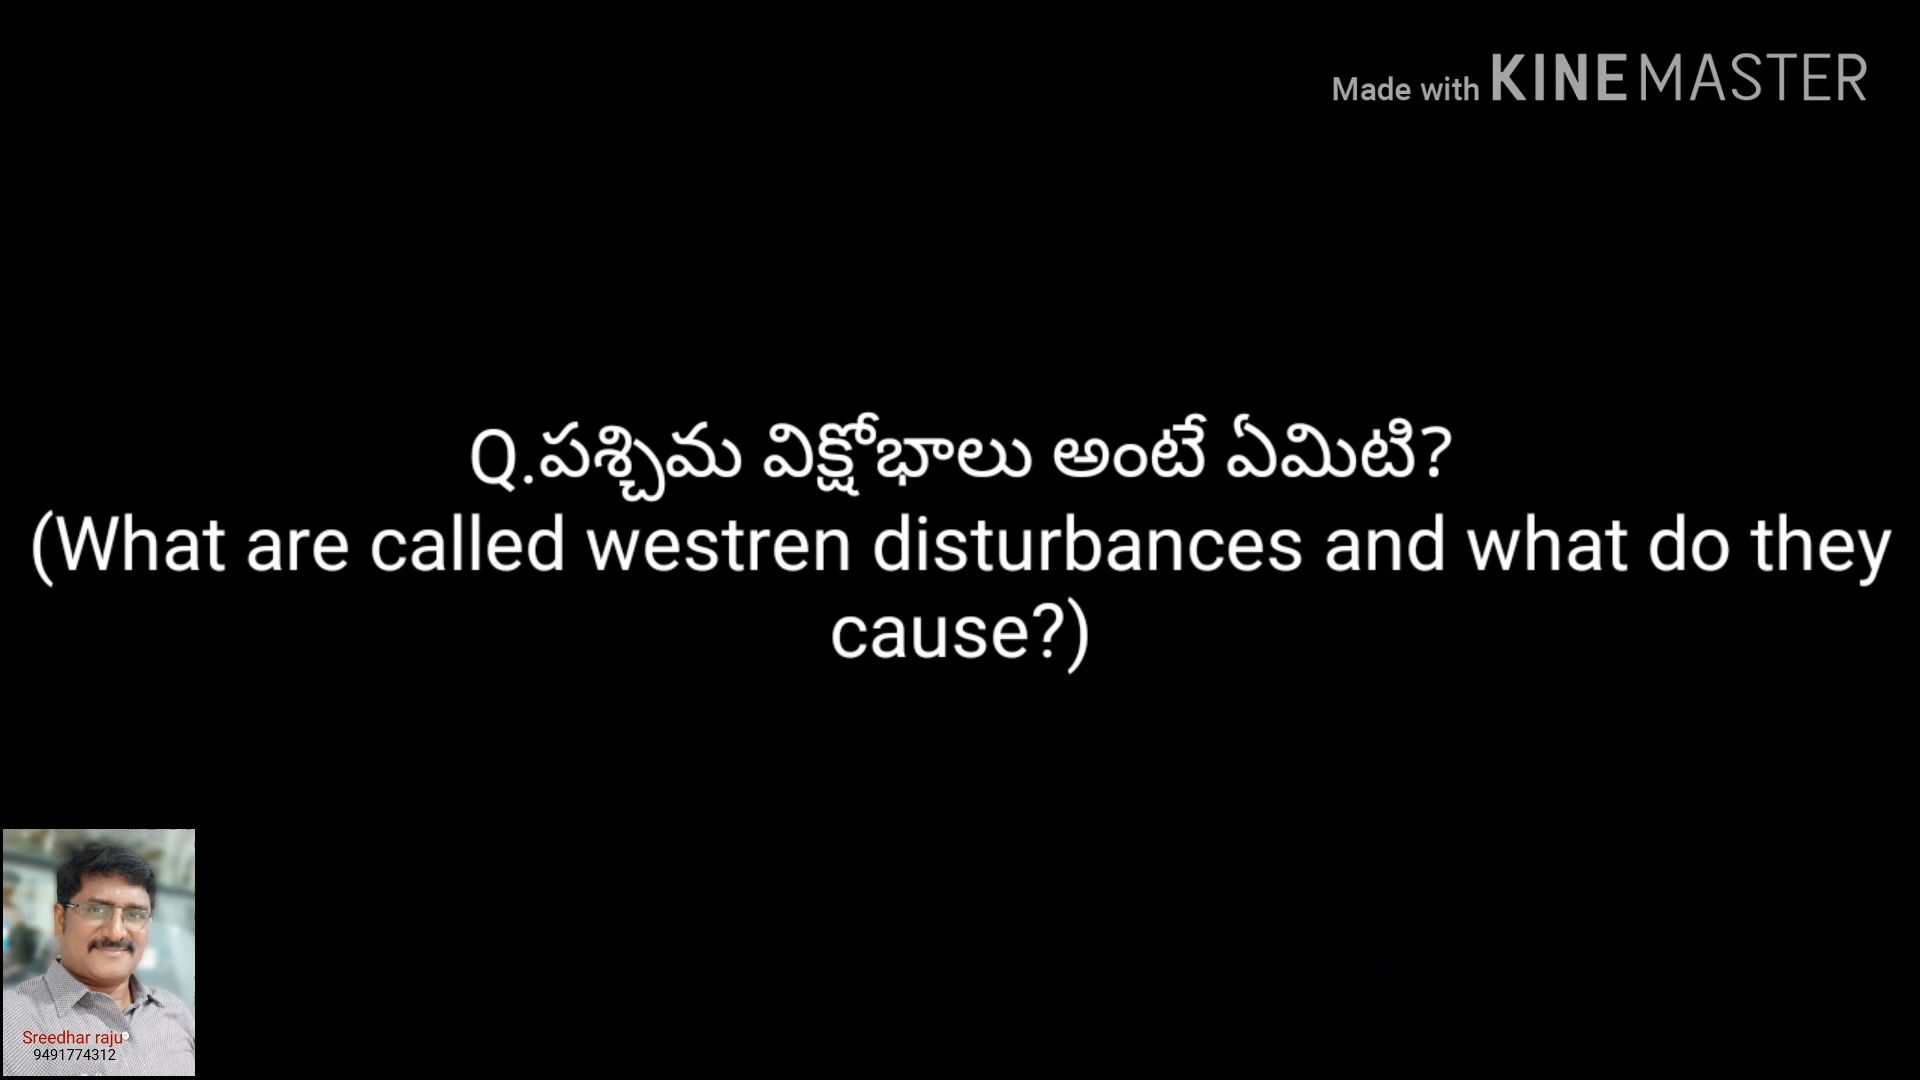 Made with KINEMASTER
Q.పశ్చిమ విక్షోభాలు అంటే ఏమిటి?
(What are called westren disturbances and what do they
cause?)
Sreedhar raju
9491774312